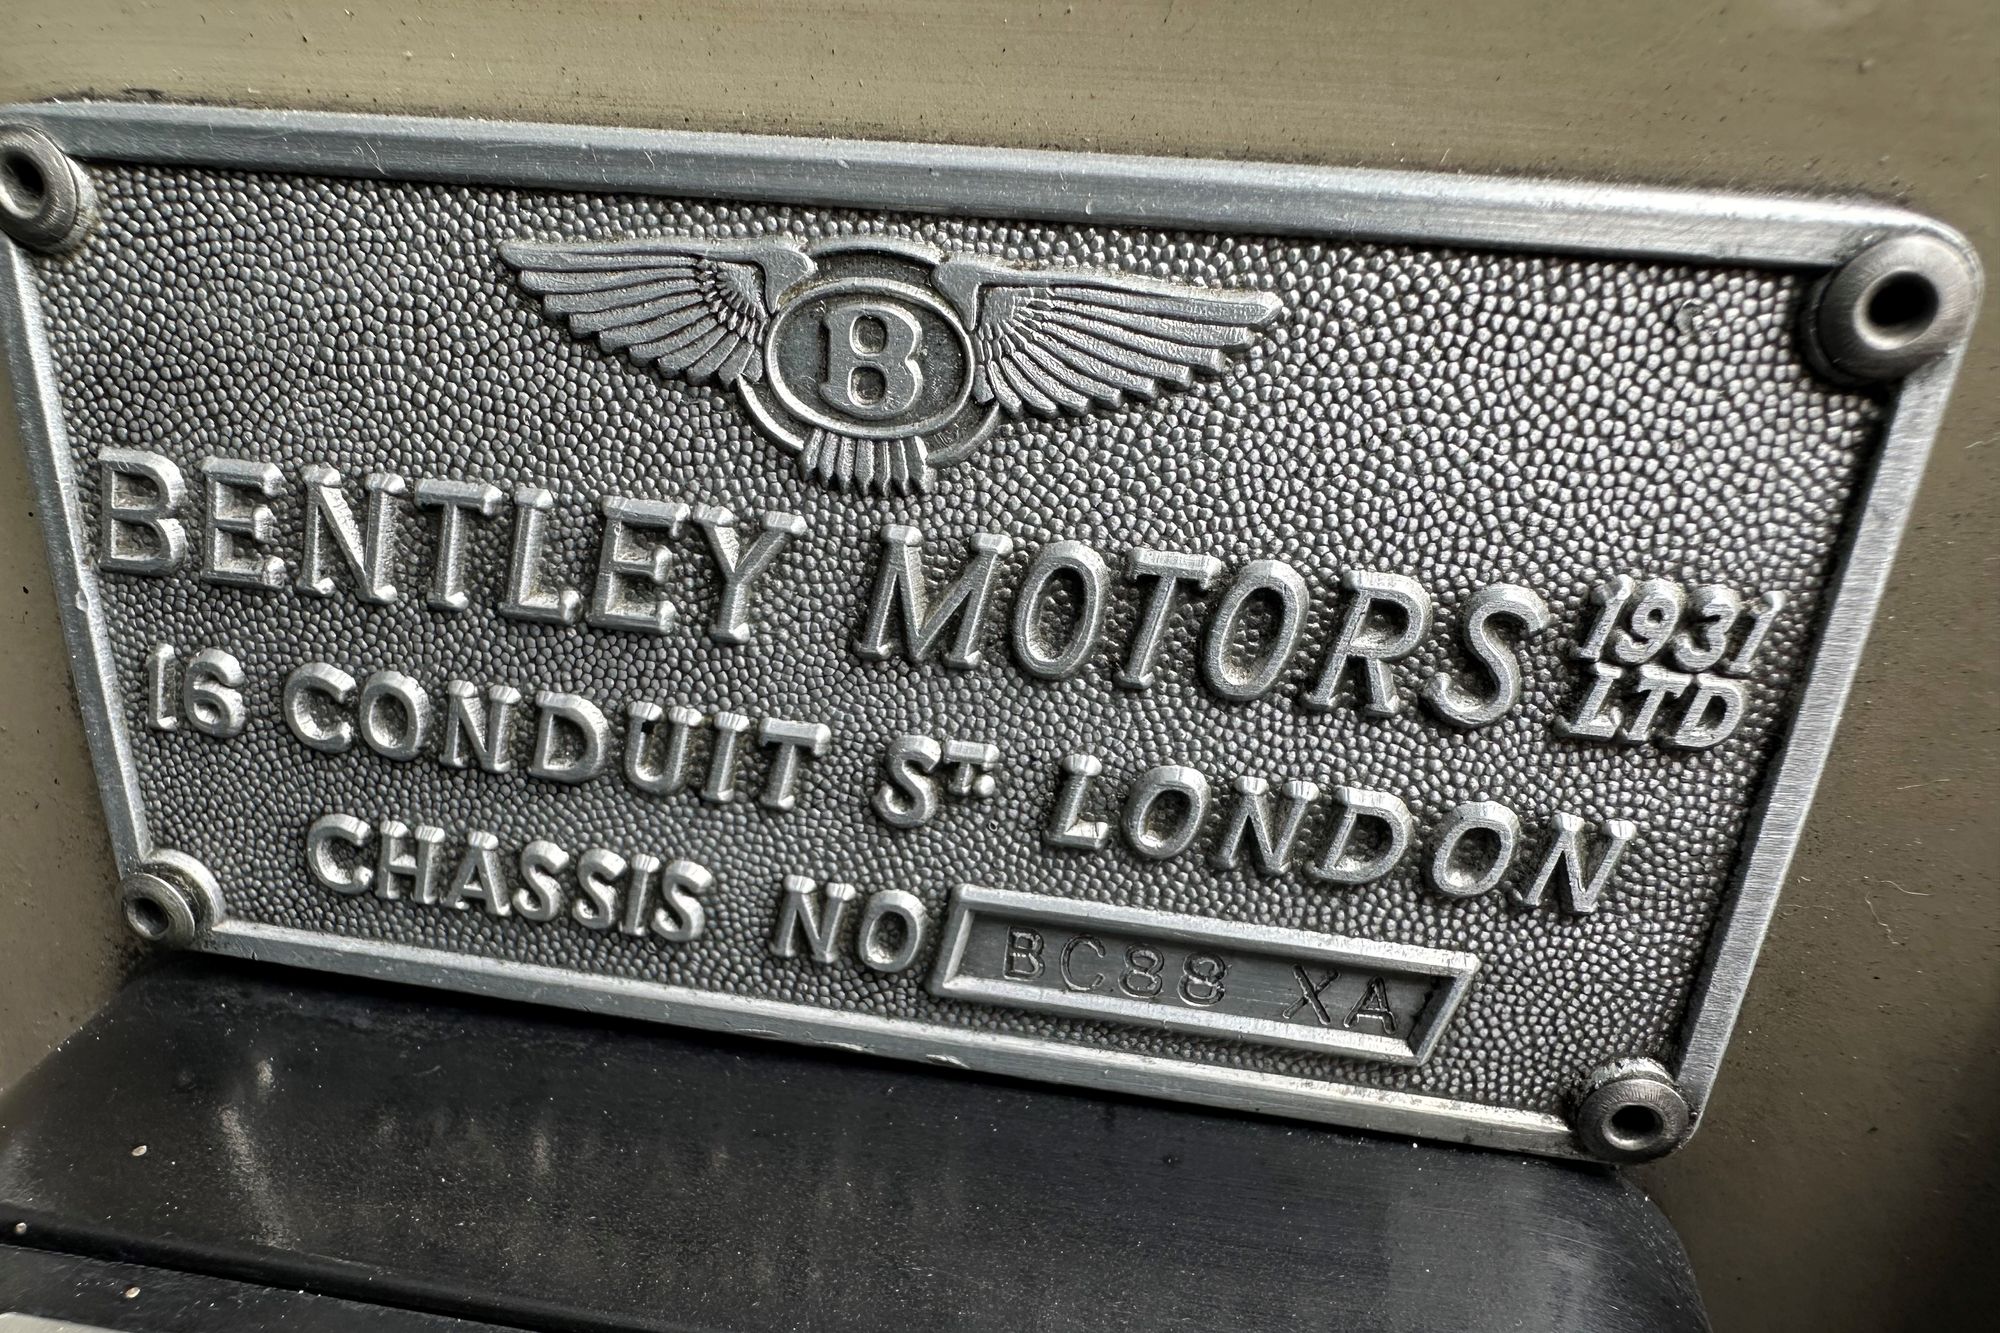 B
BENTLEY MOTORS 1931 LTD
16 CONDUIT ST. LONDON
CHASSIS NO BC88 XA